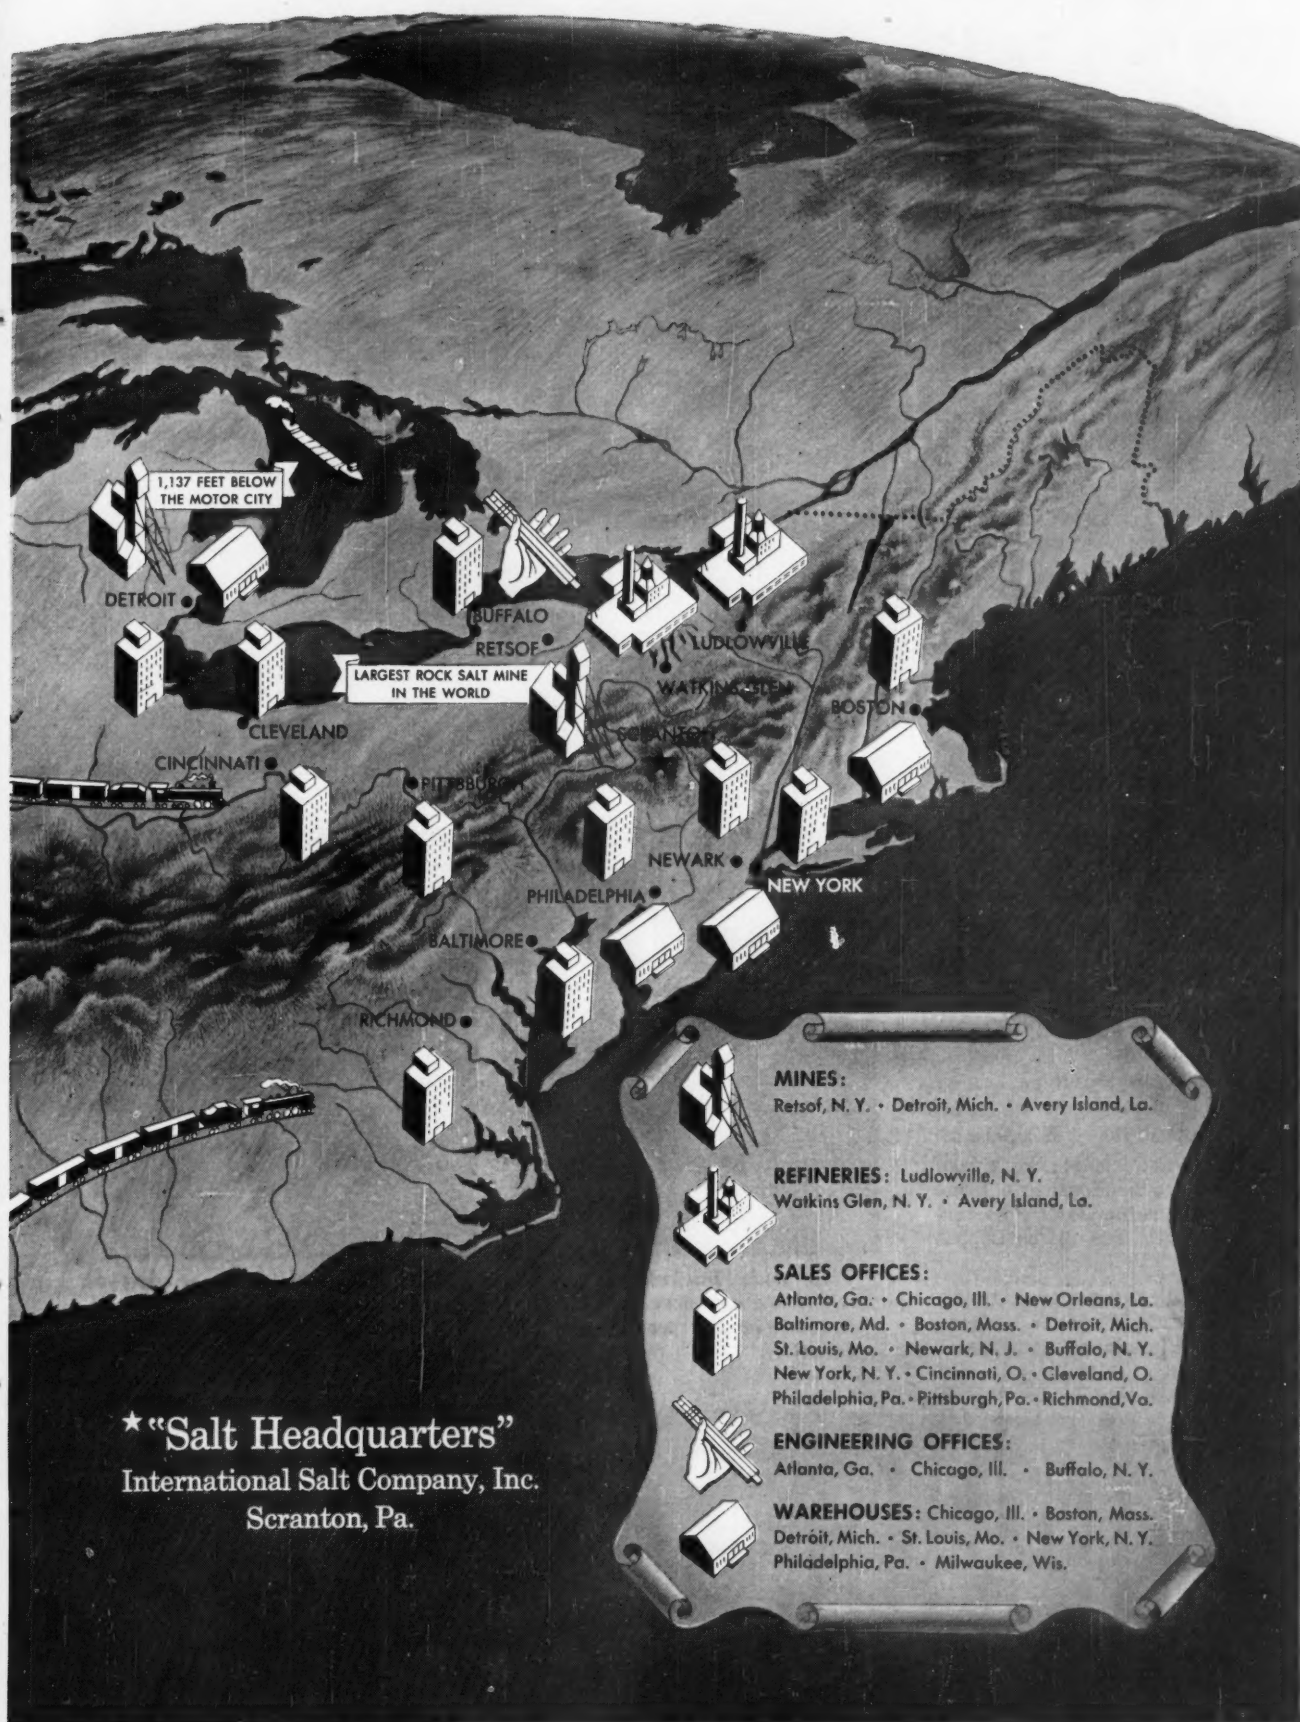 1,137 FEET BELOW
THE MOTOR CITY
DETROIT
BUFFALO
RETSOF
LUDLOWVILLE
LARGEST ROCK SALT MINE
IN THE WORLD
WATKINS GLEN
BOSTON
SCRANTON
CLEVELAND
CINCINNATI
PITTSBURGH
NEWARK
NEW YORK
PHILADELPHIA
BALTIMORE
RICHMOND
MINES:
Retsof, N. Y. • Detroit, Mich. • Avery Island, La.
REFINERIES: Ludlowville, N. Y.
Watkins Glen, N. Y. • Avery Island, La.
SALES OFFICES:
Atlanta, Ga. • Chicago, Ill. • New Orleans, La.
Baltimore, Md. • Boston, Mass. • Detroit, Mich.
St. Louis, Mo. • Newark, N. J. • Buffalo, N. Y.
New York, N. Y. • Cincinnati, O. • Cleveland, O.
Philadelphia, Pa. • Pittsburgh, Pa. • Richmond, Va.
ENGINEERING OFFICES:
Atlanta, Ga. • Chicago, Ill. • Buffalo, N. Y.
WAREHOUSES: Chicago, Ill. • Boston, Mass.
Detroit, Mich. • St. Louis, Mo. • New York, N. Y.
Philadelphia, Pa. • Milwaukee, Wis.
★"Salt Headquarters"
International Salt Company, Inc.
Scranton, Pa.